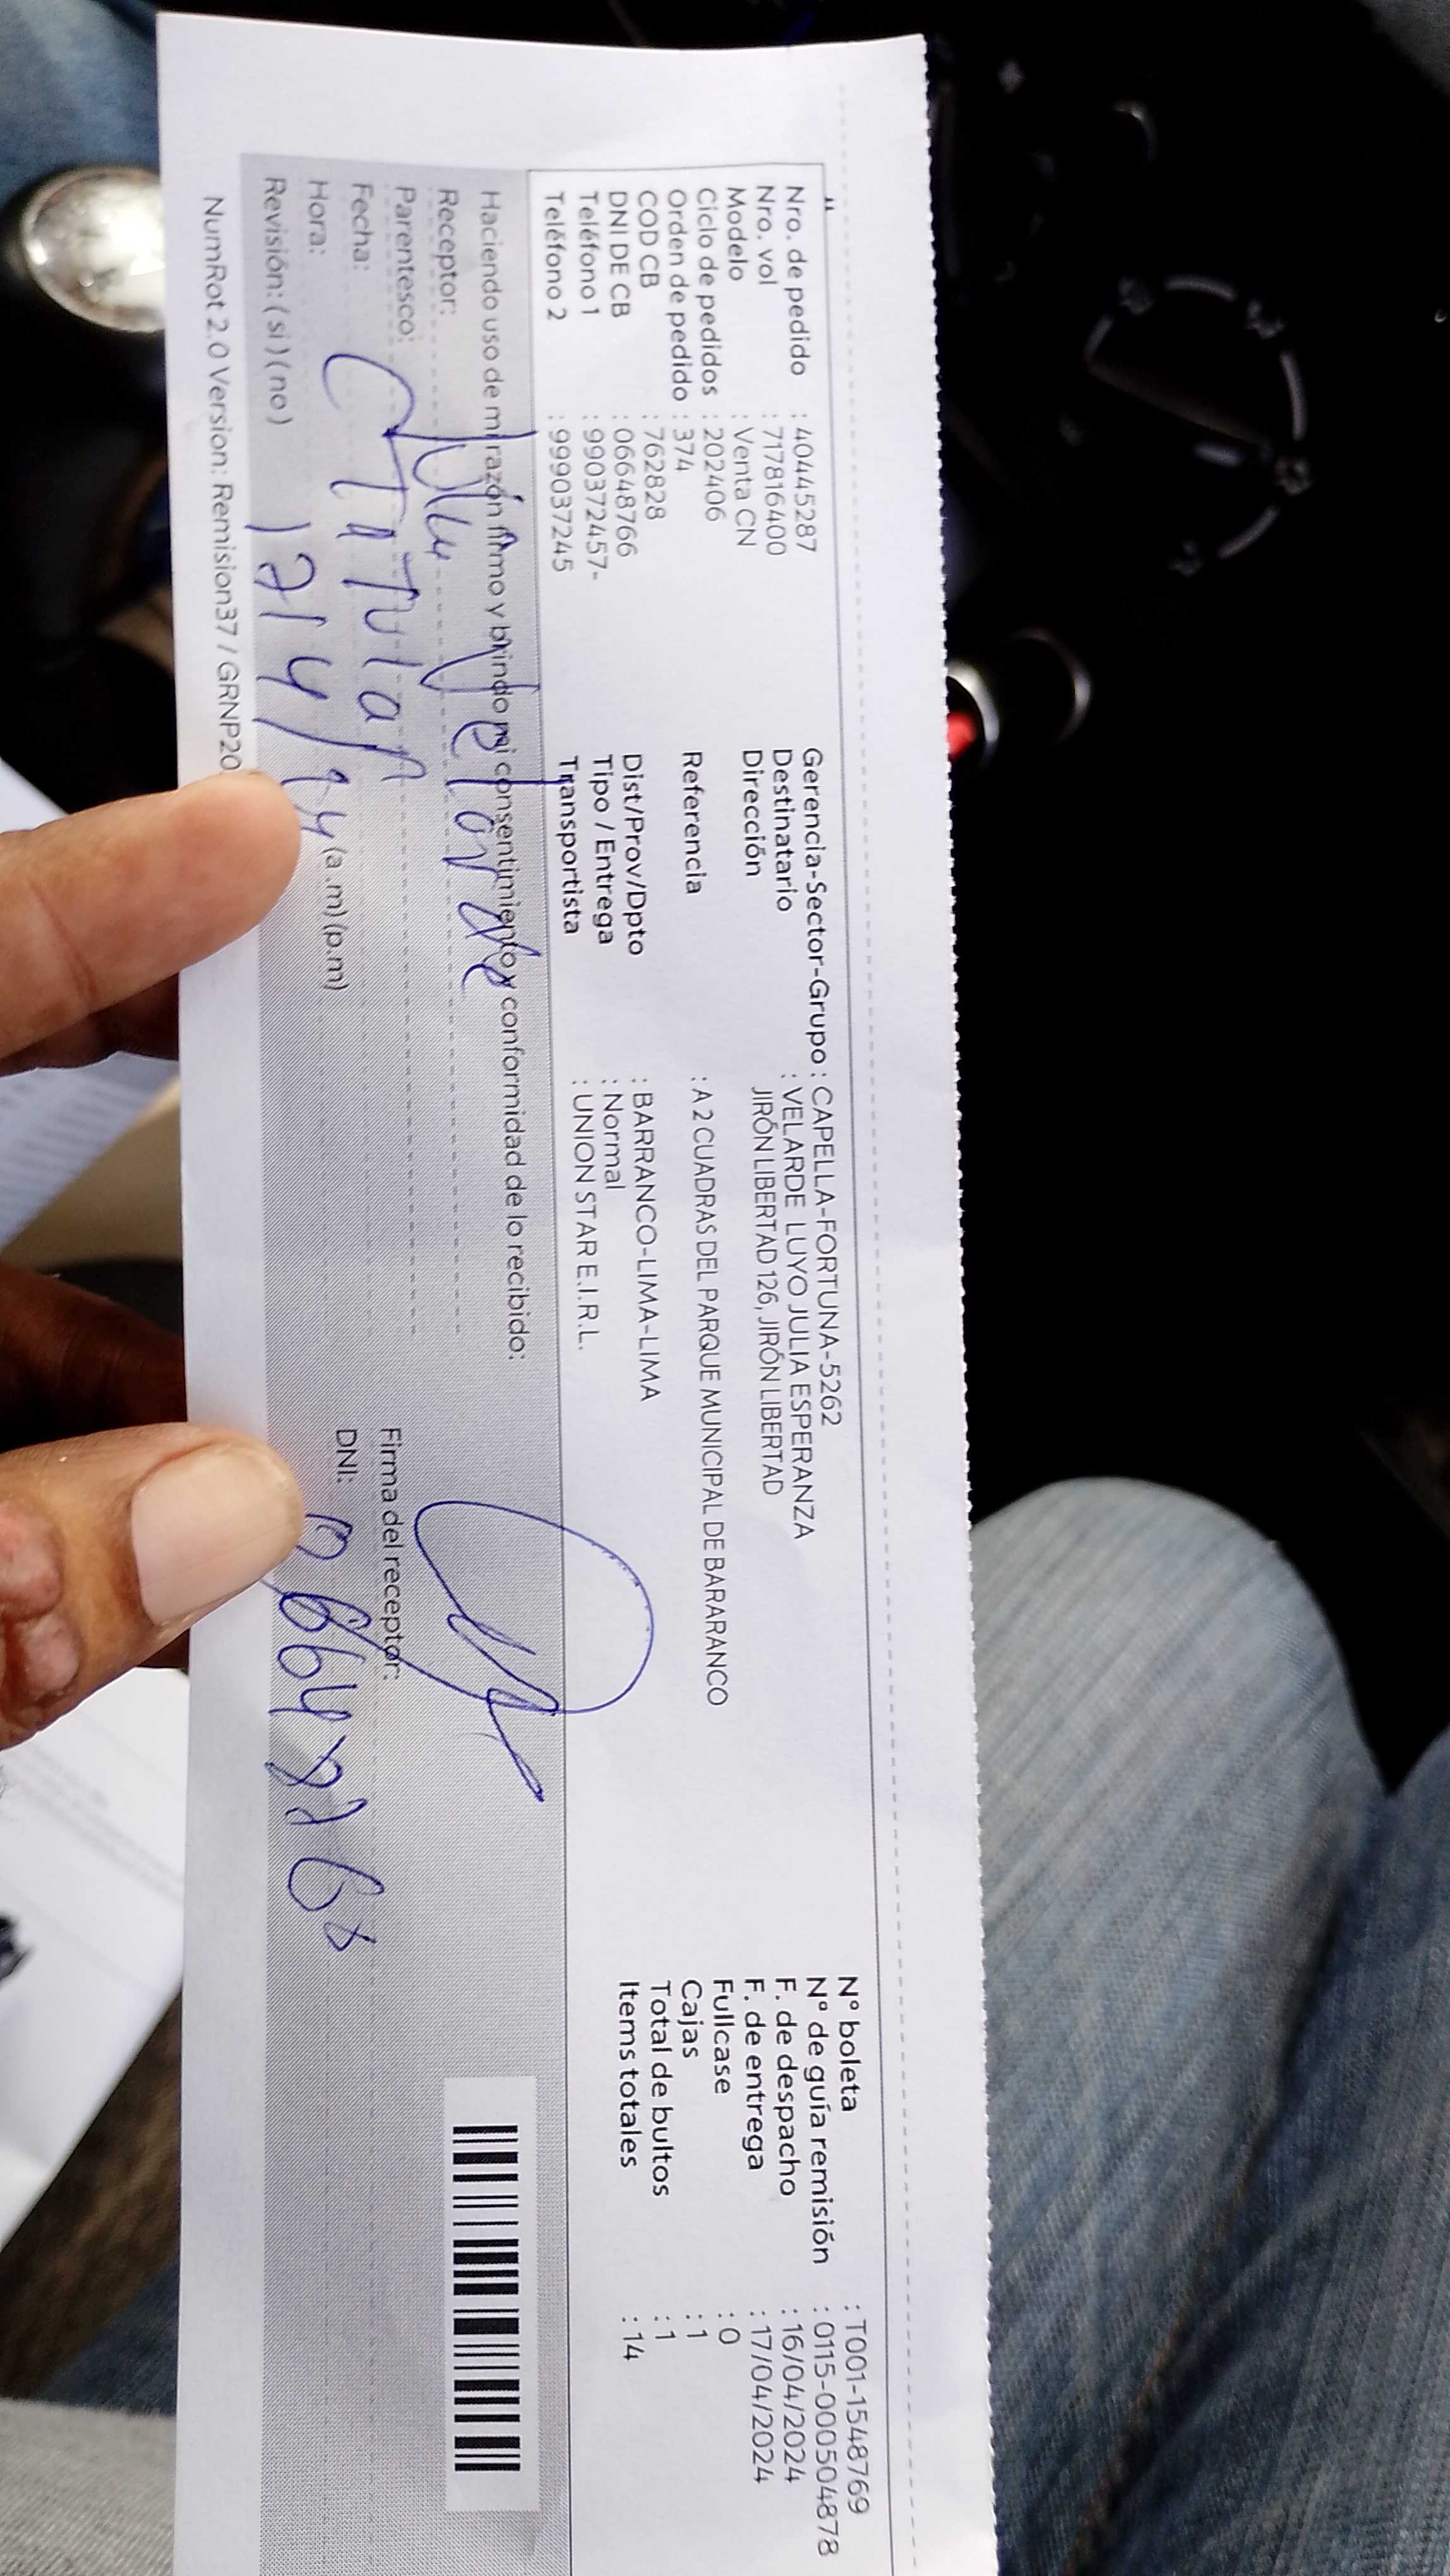 Nro. de pedido : 40445287
Nro. vol : 717816400
Modelo : Venta CN
Ciclo de pedidos : 202406
Orden de pedido : 374
COD CB : 762828
DNI DE CB : 06648766
Teléfono 1 : 990372457-
Teléfono 2 : 999037245
Gerencia-Sector-Grupo : CAPELLA-FORTUNA-5262
Destinatario : VELARDE LUYO JULIA ESPERANZA
Dirección JIRÓN LIBERTAD 126, JIRÓN LIBERTAD
Referencia : A 2 CUADRAS DEL PARQUE MUNICIPAL DE BARARANCO
Dist/Prov/Dpto : BARRANCO-LIMA-LIMA
Tipo / Entrega : Normal
Transportista : UNION STAR E.I.R.L.
N° boleta : T001-1548769
N° de guía remisión : 0115-000504878
F. de despacho : 16/04/2024
F. de entrega : 17/04/2024
Fullcase : 0
Cajas : 1
Total de bultos : 1
Items totales : 14
Haciendo uso de mi razón firmo y brindo mi consentimiento y conformidad de lo recibido:
Receptor: Velarde
Parentesco: Titular
Fecha: 17/4/24
Hora: (a.m)(p.m)
Revisión: ( si ) ( no )
Firma del receptor:
DNI:
NumRot 2.0 Version: Remision37 / GRNP20